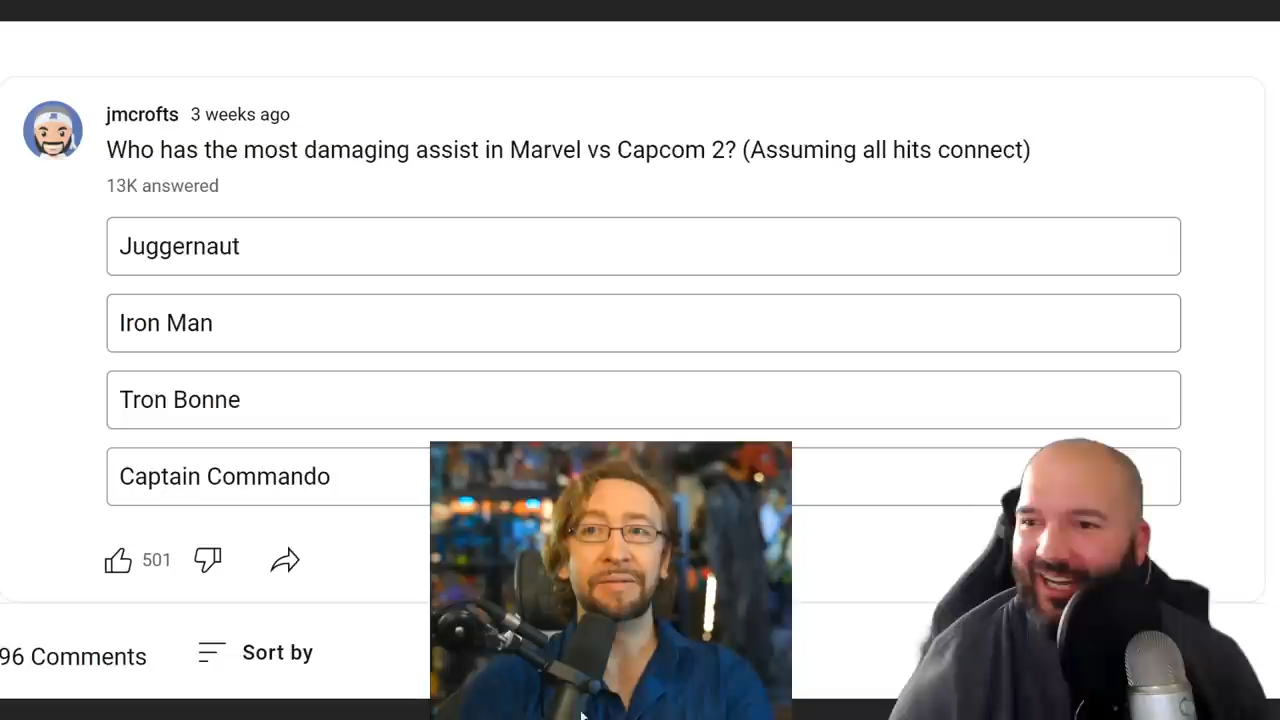 jmcrofts 3 weeks ago
Who has the most damaging assist in Marvel vs Capcom 2? (Assuming all hits connect)
13K answered
Juggernaut
Iron Man
Tron Bonne
Captain Commando
501
96 Comments
Sort by